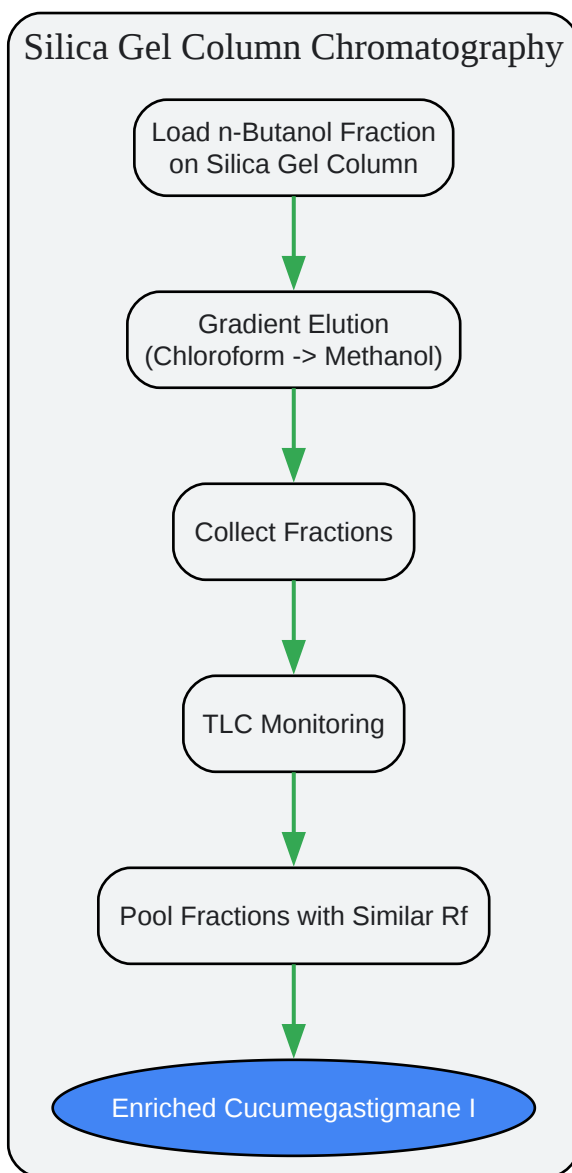 Silica Gel Column Chromatography
Load n-Butanol Fraction
on Silica Gel Column
Gradient Elution
(Chloroform -> Methanol)
Collect Fractions
TLC Monitoring
Pool Fractions with Similar Rf
Enriched Cucumegastigmane I